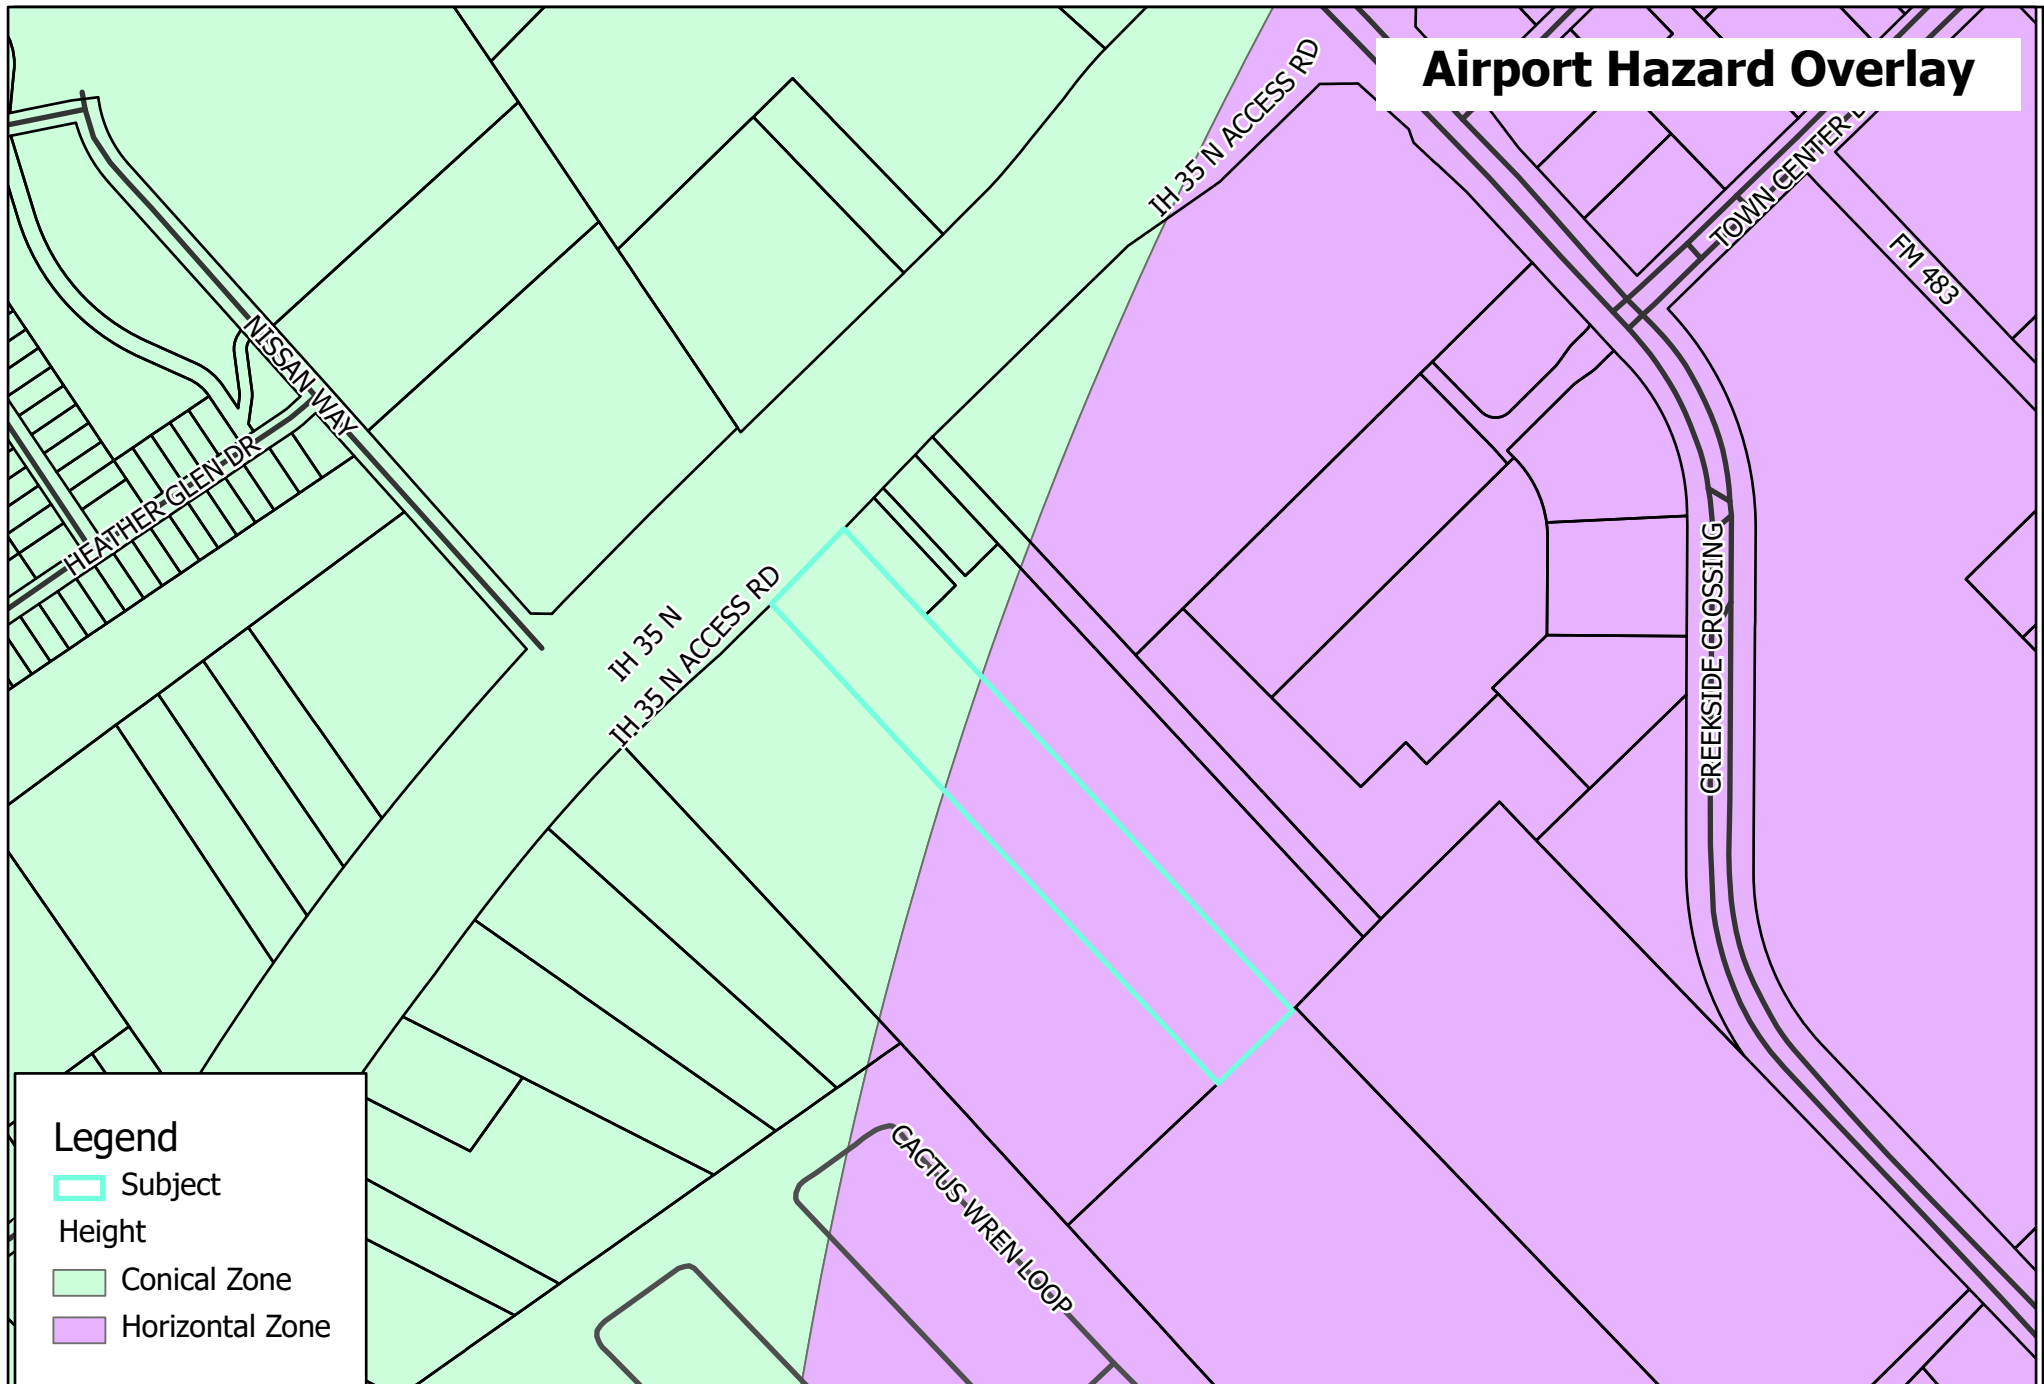 Airport Hazard Overlay
IH 35 N ACCESS RD
TOWN CENTER
FM 483
NISSAN WAY
HEATHER GLEN DR
IH 35 N
IH 35 N ACCESS RD
CREEKSIDE CROSSING
CACTUS WREN LOOP
Legend
Subject
Height
Conical Zone
Horizontal Zone